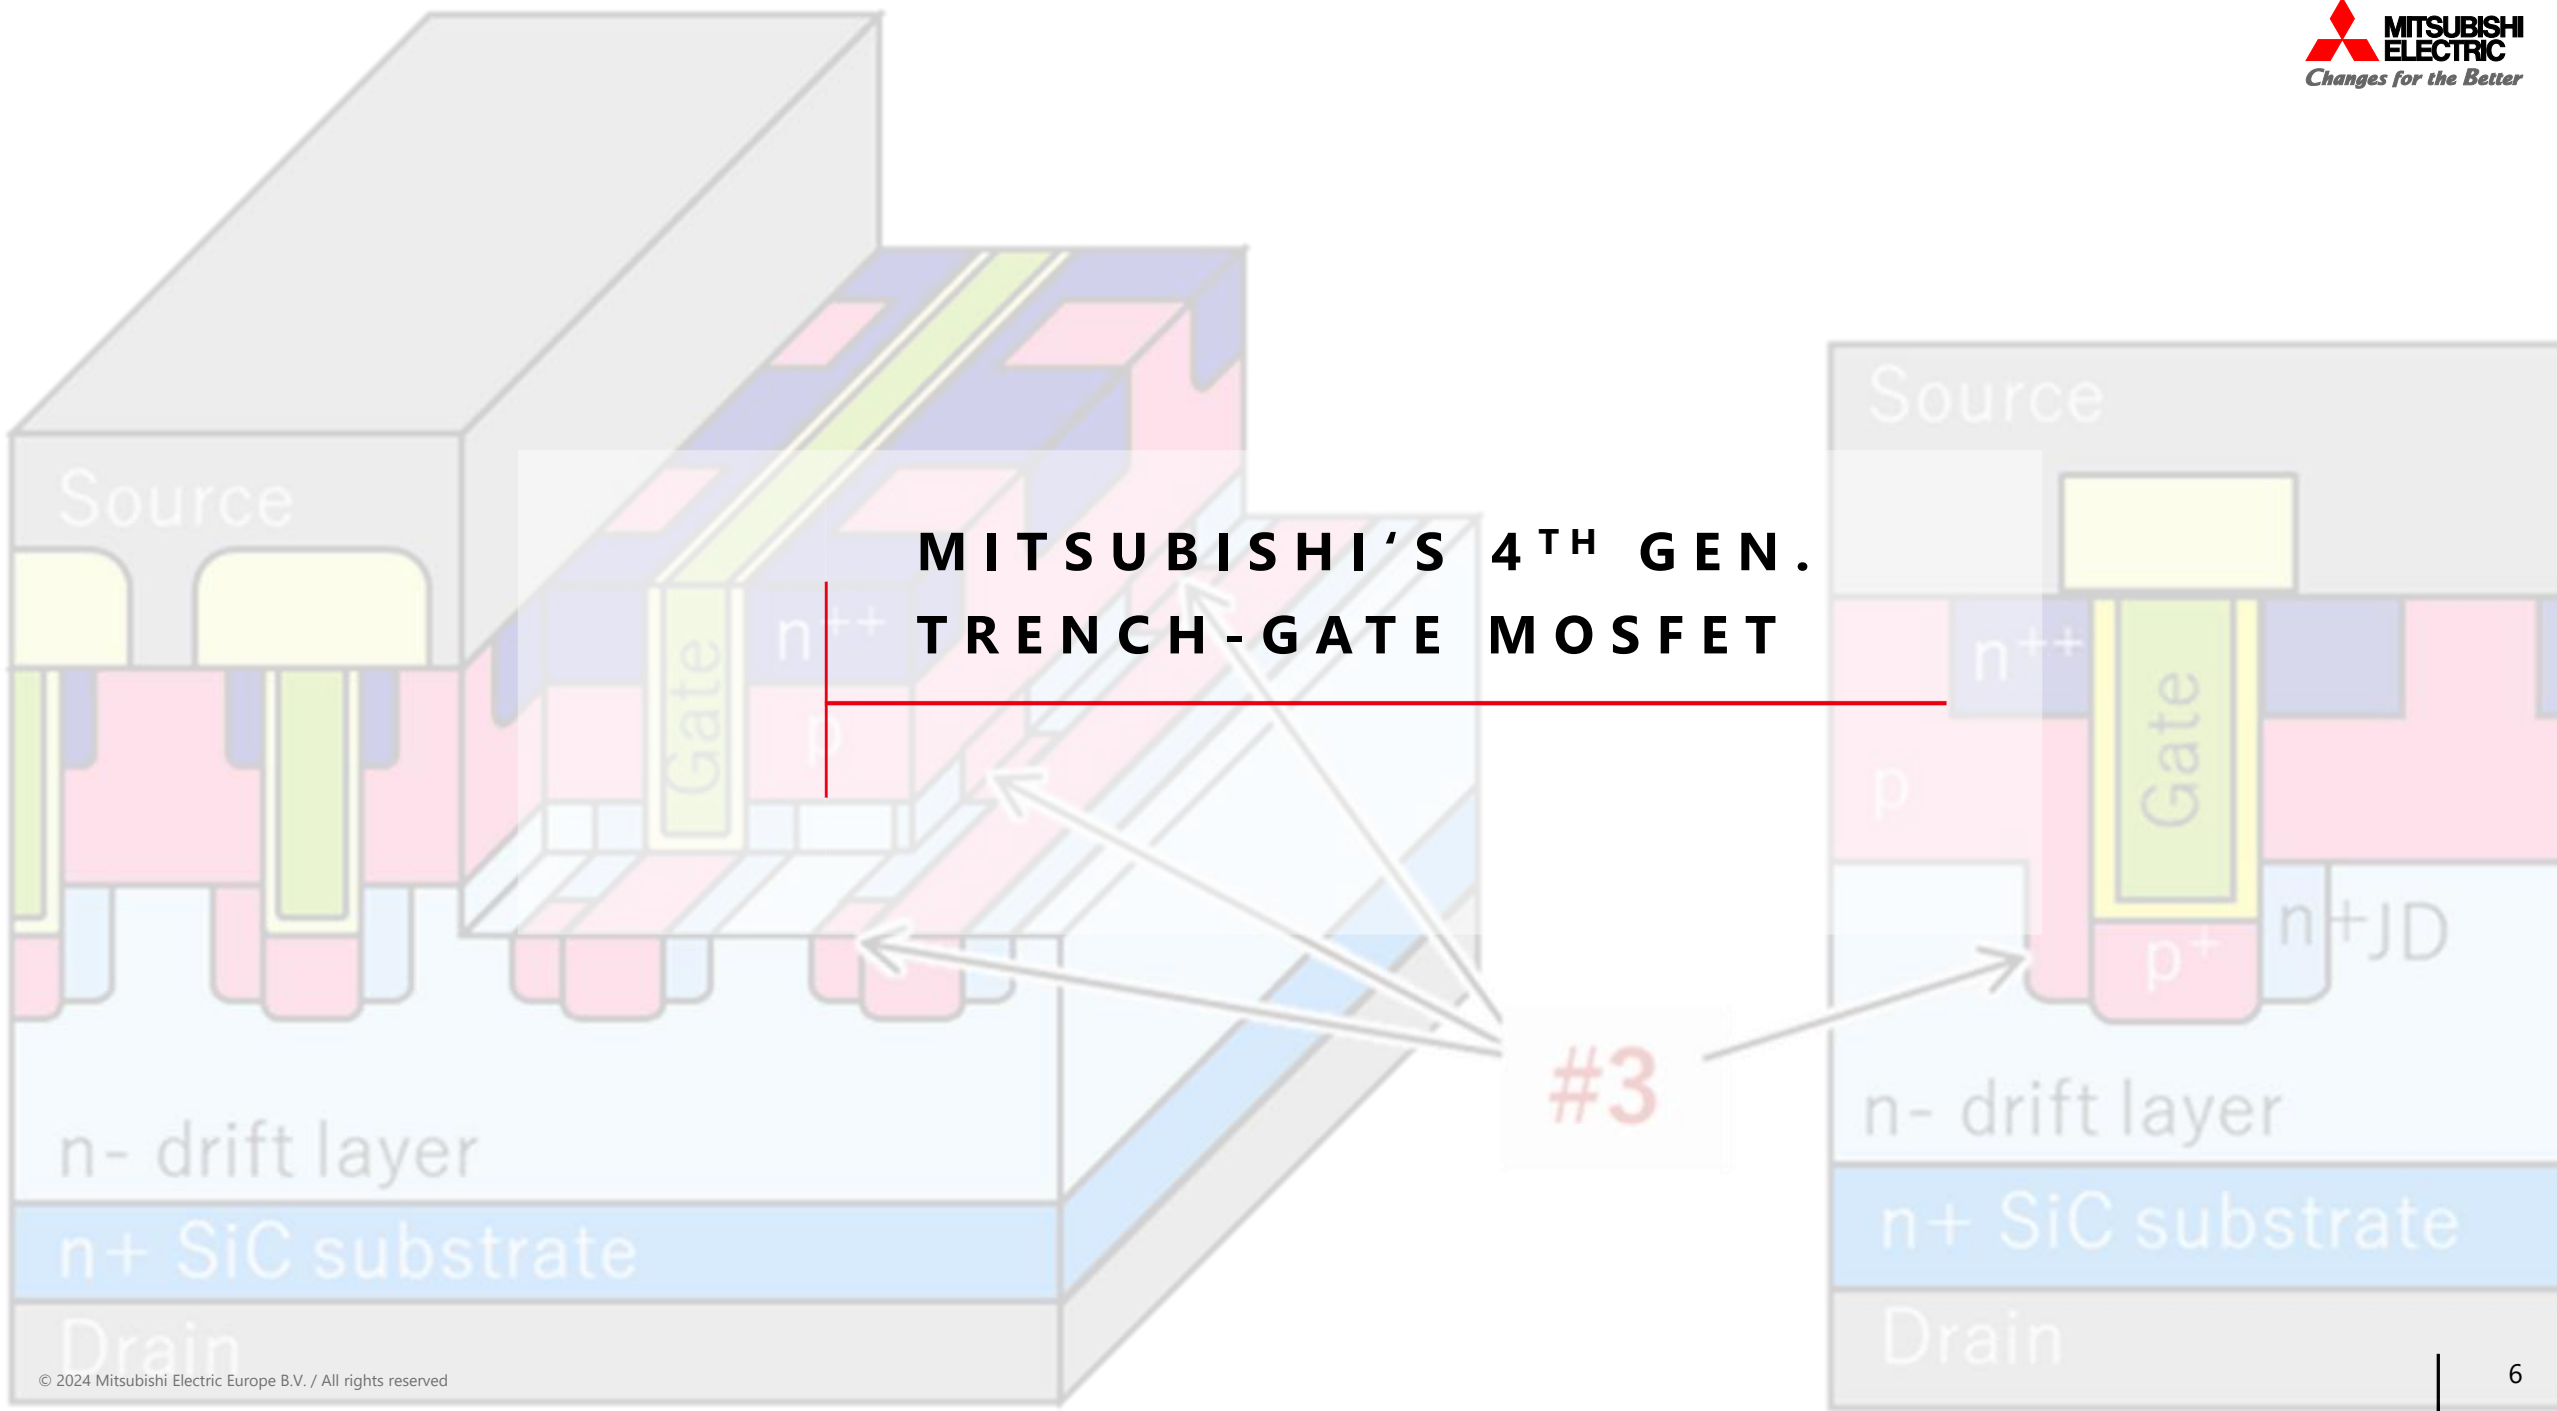 MITSUBISHI
ELECTRIC
Changes for the Better
Source
Source
MITSUBISHI‘S 4TH GEN.
TRENCH-GATE MOSFET
n++
Gate
p
n++
Gate
p
n+JD
p+
#3
n- drift layer
n- drift layer
n+ SiC substrate
n+ SiC substrate
Drain
Drain
© 2024 Mitsubishi Electric Europe B.V. / All rights reserved
6